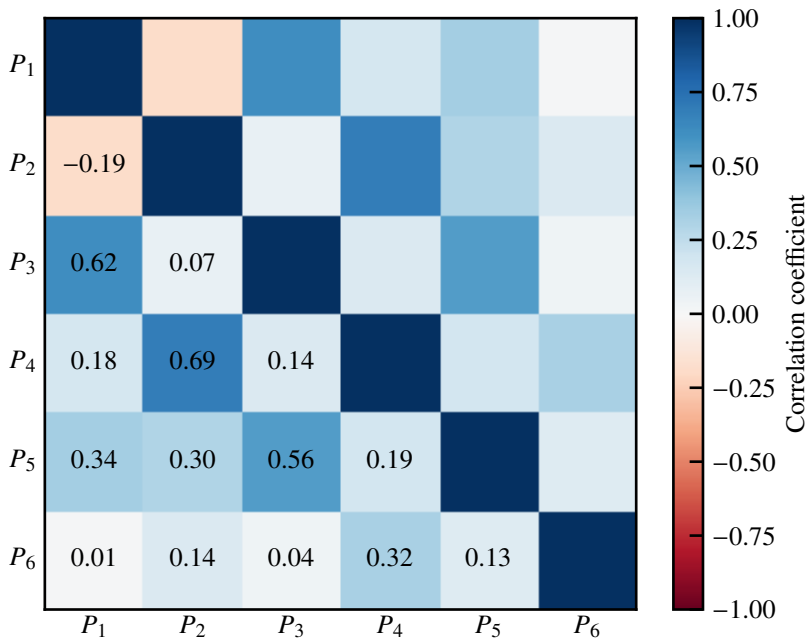 P1
P2 −0.19
P3 0.62 0.07
P4 0.18 0.69 0.14
P5 0.34 0.30 0.56 0.19
P6 0.01 0.14 0.04 0.32 0.13
P1 P2 P3 P4 P5 P6
1.00
0.75
0.50
0.25
0.00
−0.25
−0.50
−0.75
−1.00
Correlation coefficient